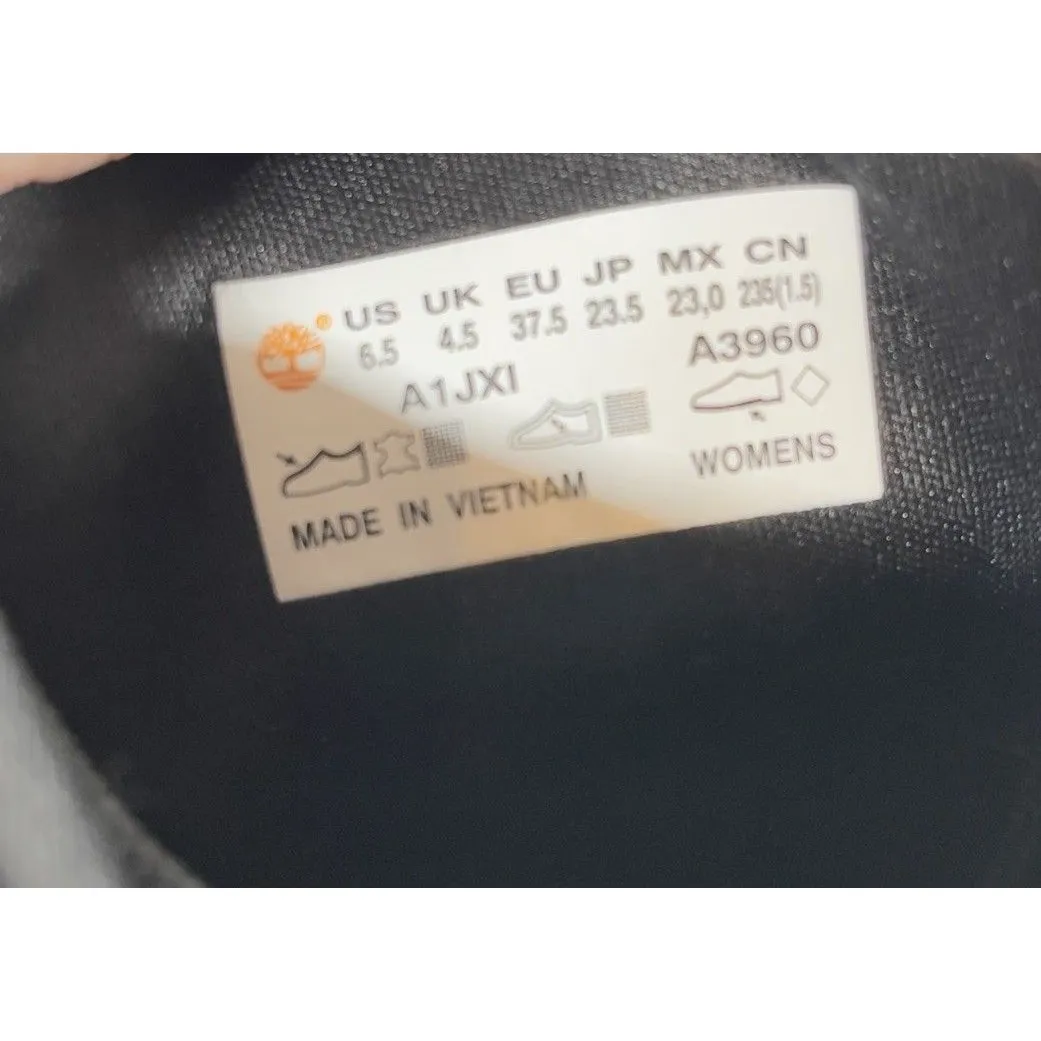 ® US UK EU JP MX CN
6.5 4.5 37.5 23.5 23,0 235(1.5)
A1JXI A3960
WOMENS
MADE IN VIETNAM